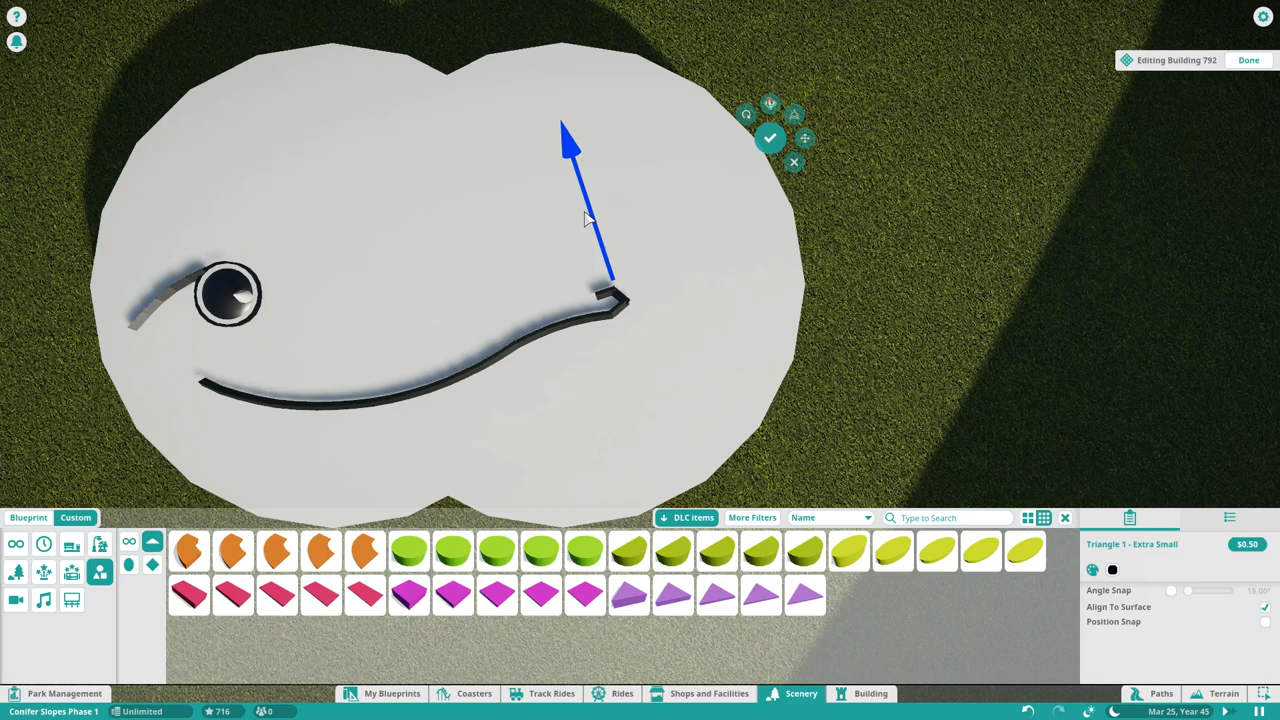 ?
Editing Building 792 Done
Blueprint Custom
DLC items More Filters Name Type to Search
Triangle 1 - Extra Small $0.50
Angle Snap 15.00°
Align To Surface
Position Snap
Park Management My Blueprints Coasters Track Rides Rides Shops and Facilities Scenery Building Paths Terrain
Conifer Slopes Phase 1 Unlimited 716 0 Mar 25, Year 45